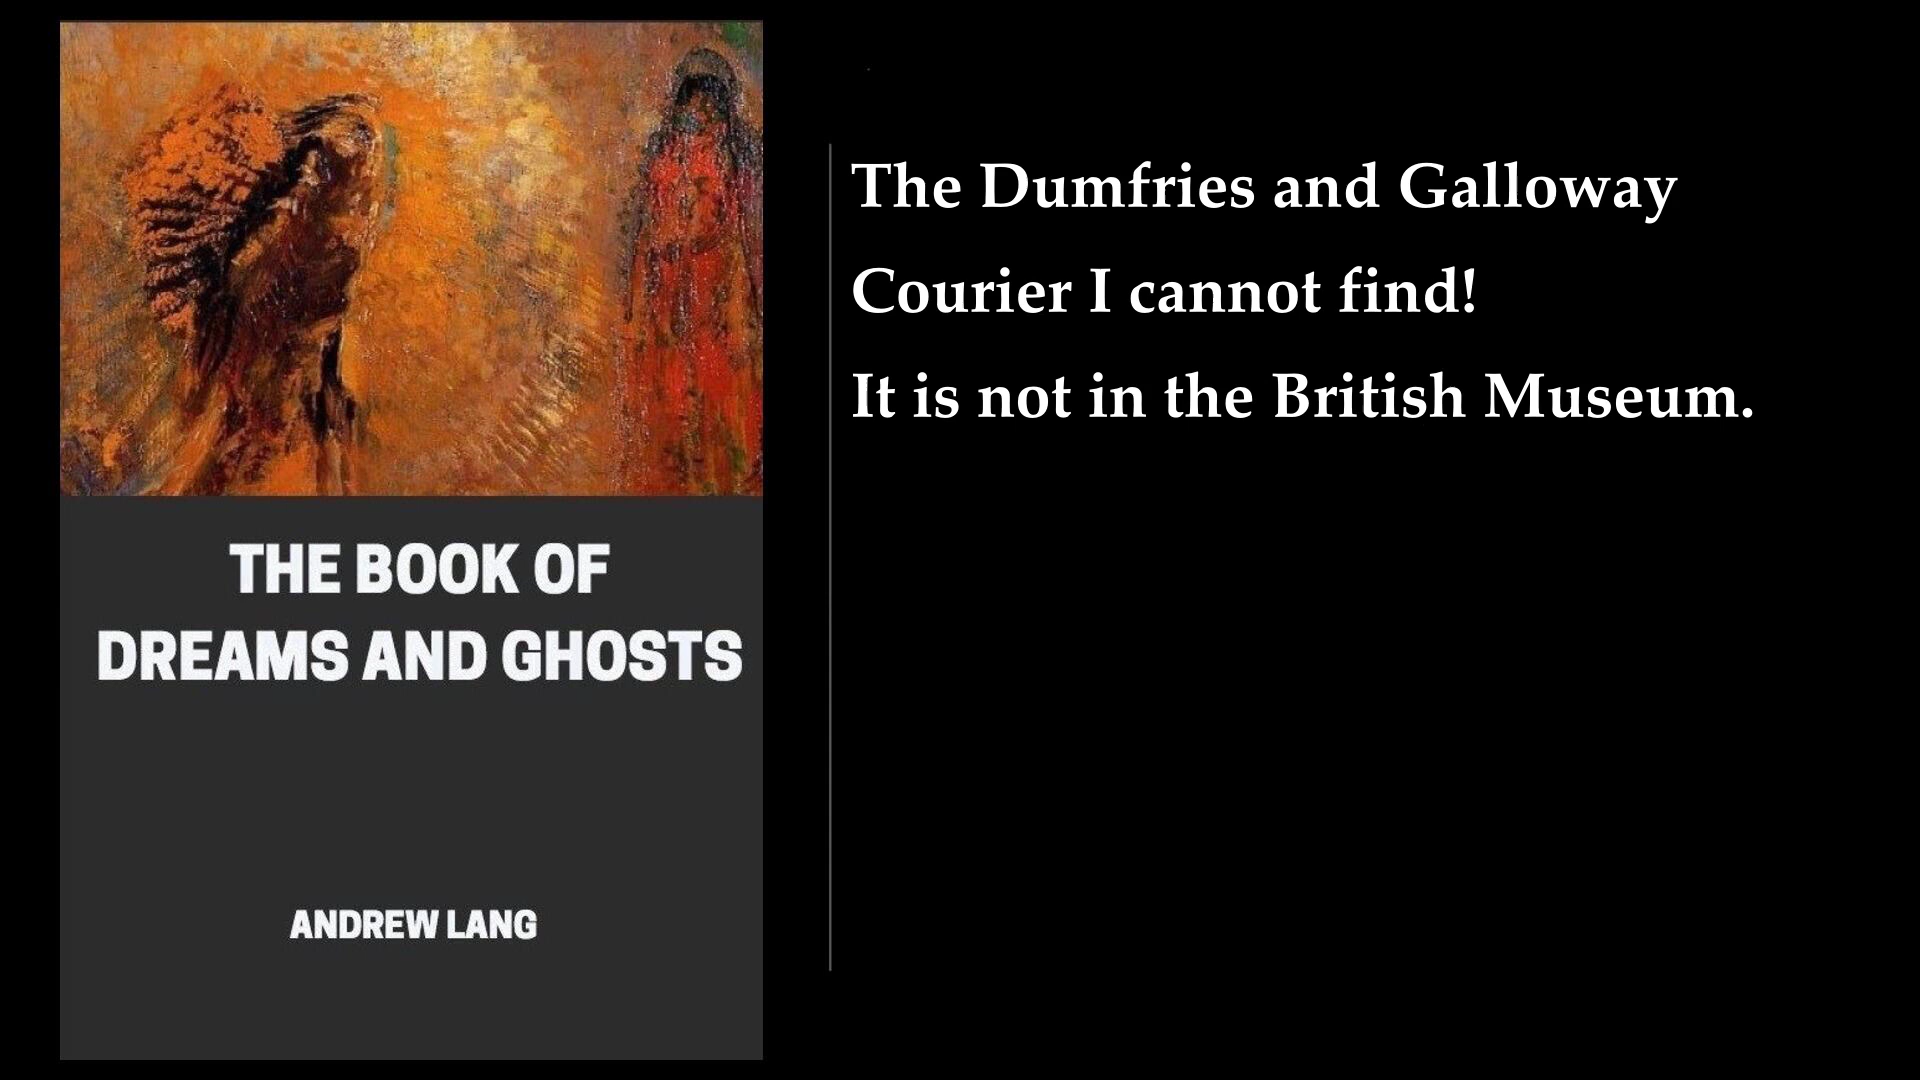 THE BOOK OF
DREAMS AND GHOSTS
ANDREW LANG
The Dumfries and Galloway
Courier I cannot find!
It is not in the British Museum.